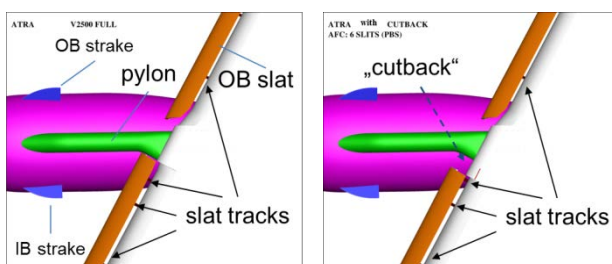 ATRA V2500 FULL
OB strake
pylon
OB slat
slat tracks
IB strake
ATRA with CUTBACK
AFC: 6 SLITS (PBS)
„cutback“
slat tracks